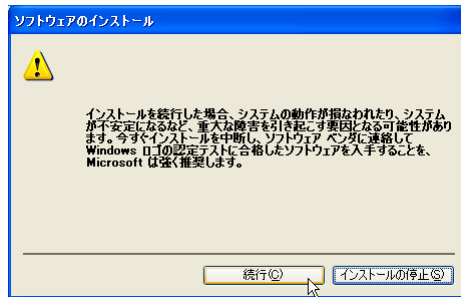 ソフトウェアのインストール
インストールを続行した場合、システムの動作が損なわれたり、システム
が不安定になるなど、重大な障害を引き起こす要因となる可能性があり
ます。今すぐインストールを中断し、ソフトウェア ベンダに連絡して
Windows ロゴの認定テストに合格したソフトウェアを入手することを、
Microsoft は強く推奨します。
続行(C)
インストールの停止(S)